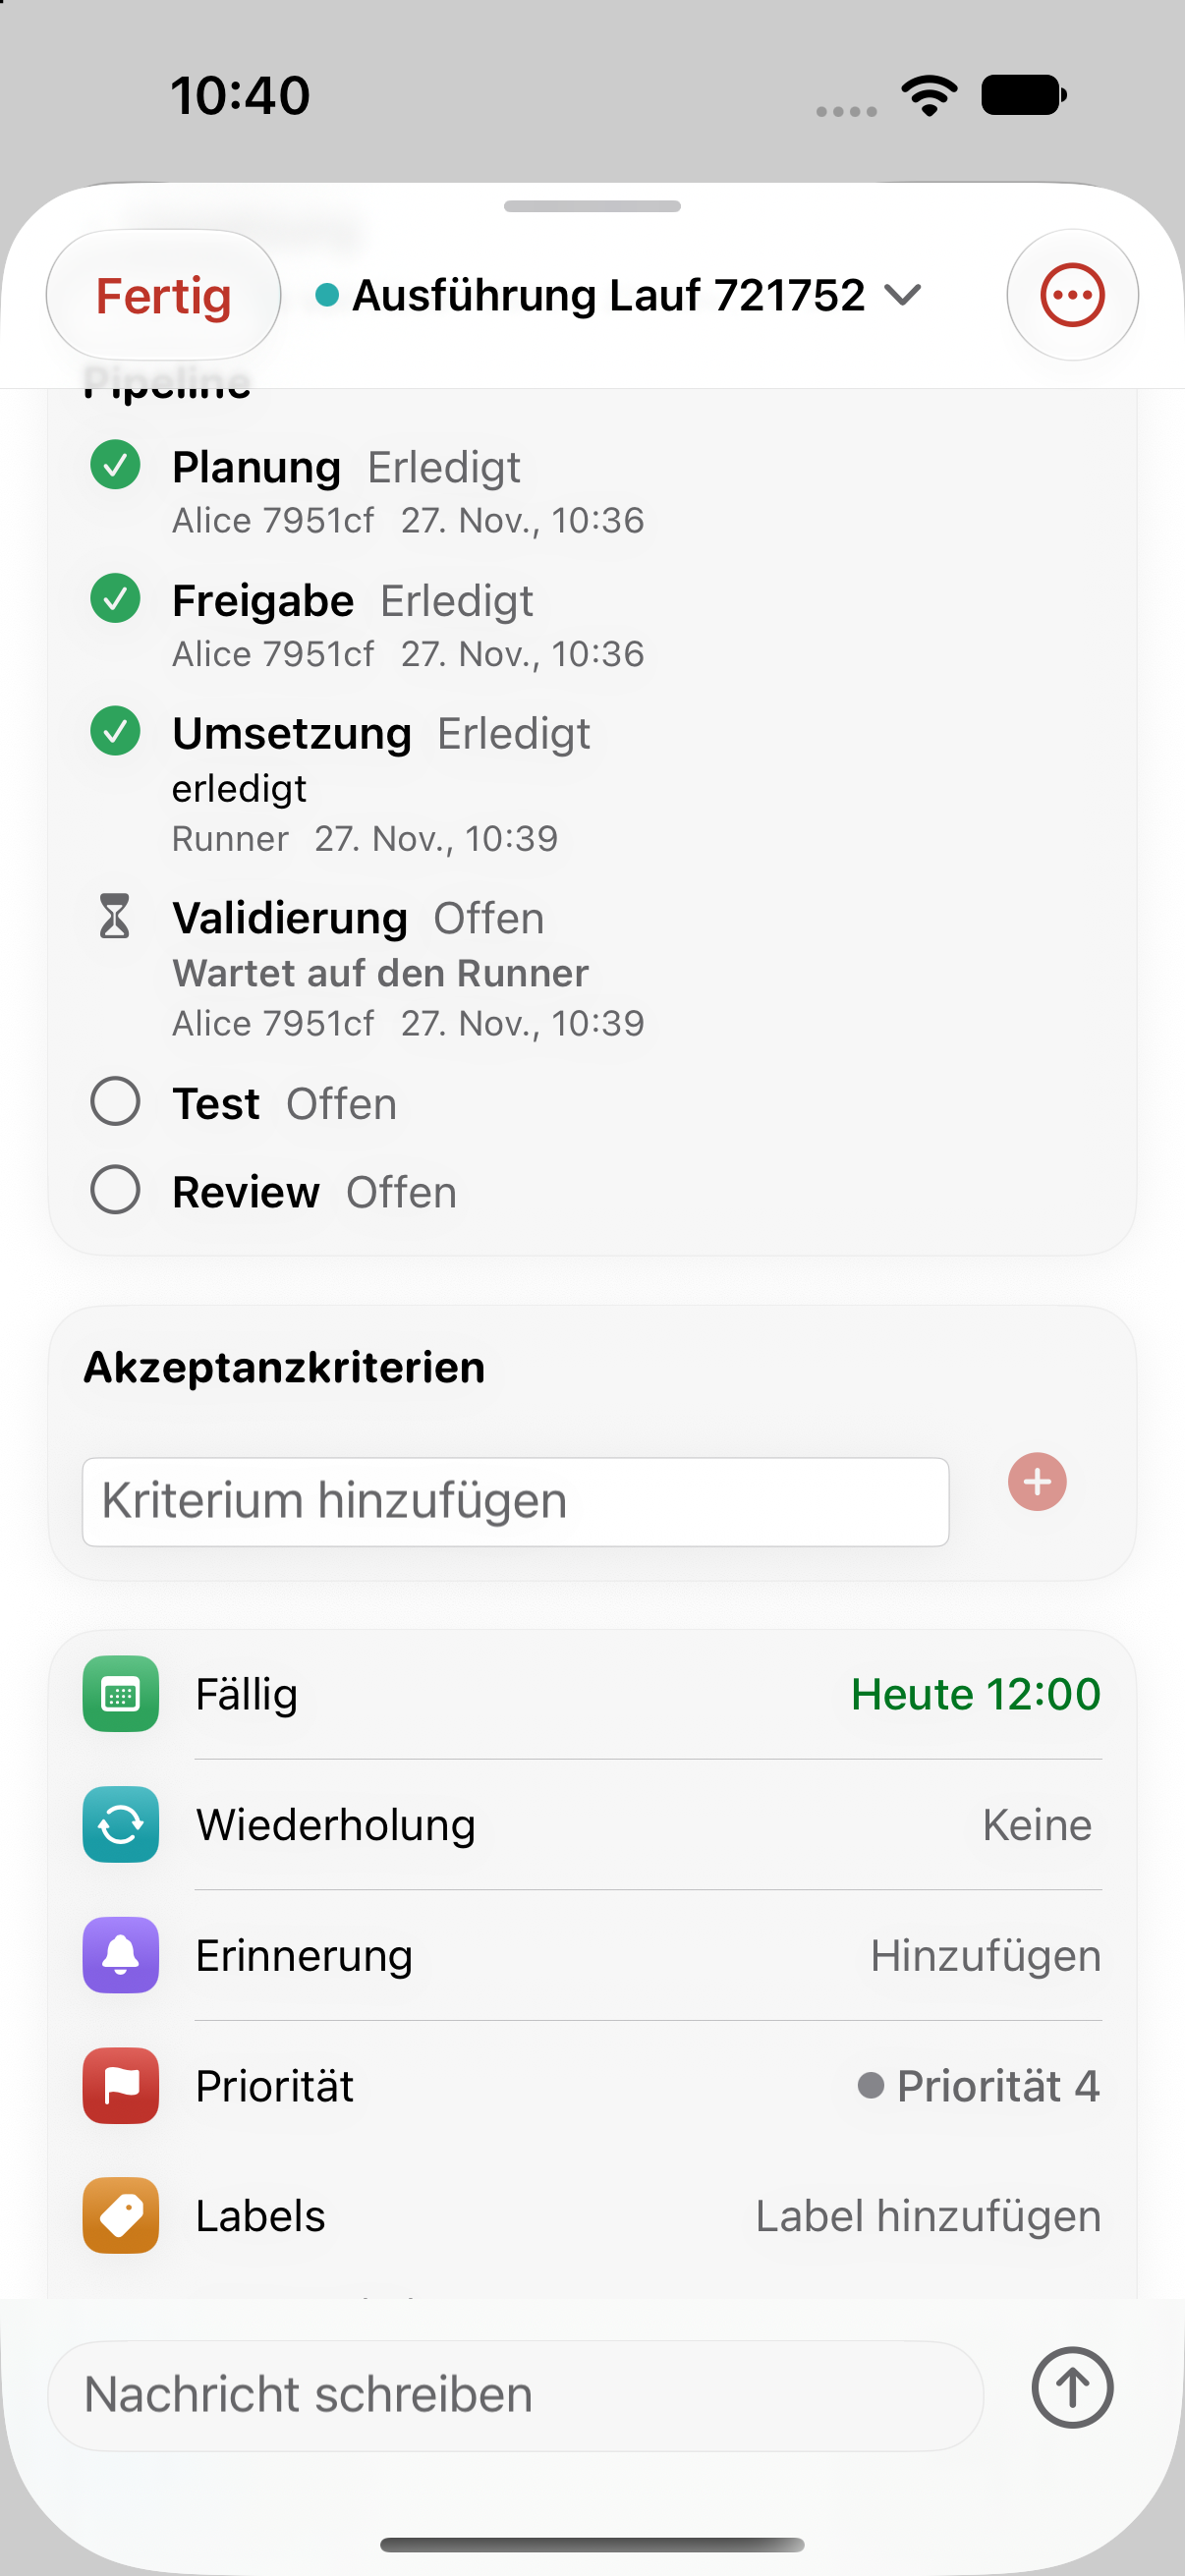 10:40
Fertig
Ausführung Lauf 721752
Pipeline
Planung Erledigt
Alice 7951cf 27. Nov., 10:36
Freigabe Erledigt
Alice 7951cf 27. Nov., 10:36
Umsetzung Erledigt
erledigt
Runner 27. Nov., 10:39
Validierung Offen
Wartet auf den Runner
Alice 7951cf 27. Nov., 10:39
Test Offen
Review Offen
Akzeptanzkriterien
Kriterium hinzufügen
Fällig Heute 12:00
Wiederholung Keine
Erinnerung Hinzufügen
Priorität Priorität 4
Labels Label hinzufügen
Nachricht schreiben